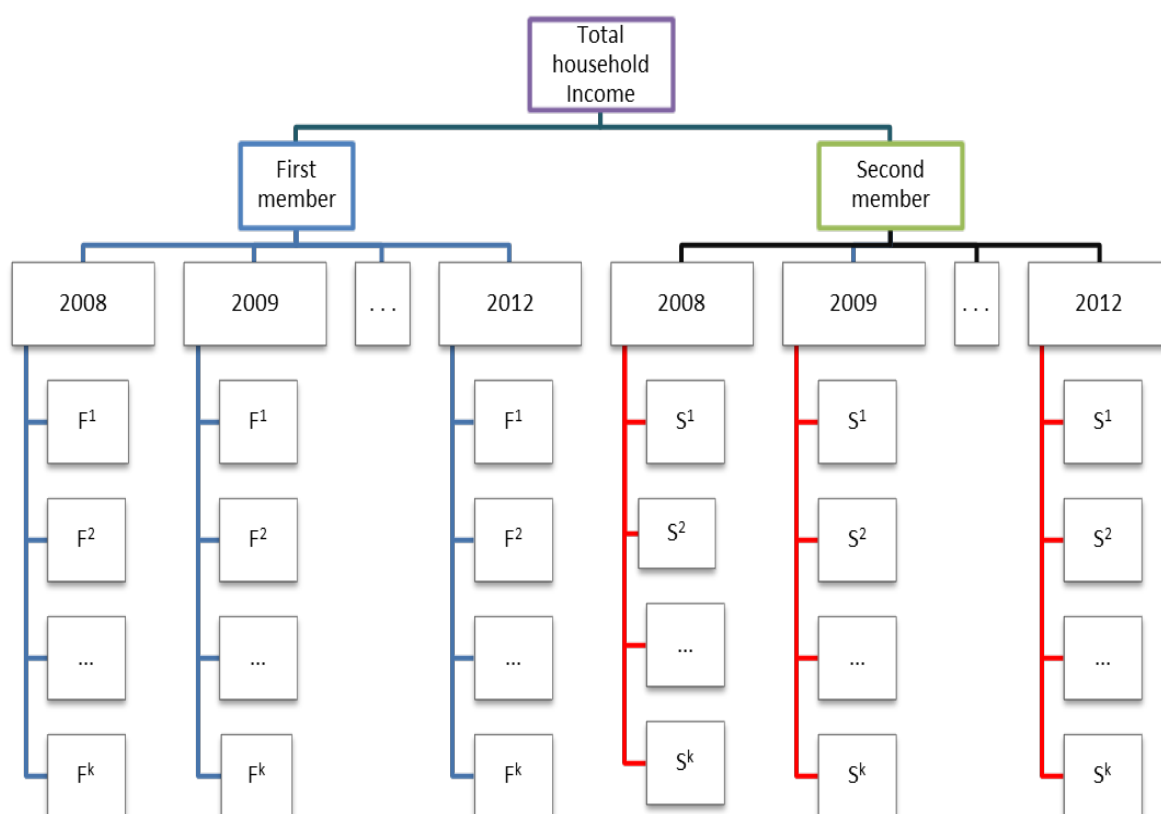 Total
household
Income
First
member
Second
member
2008
2009
. . .
2012
2008
2009
. . .
2012
F¹
F¹
F¹
S¹
S¹
S¹
F²
F²
F²
S²
S²
S²
...
...
...
...
...
...
Fᵏ
Fᵏ
Fᵏ
Sᵏ
Sᵏ
Sᵏ